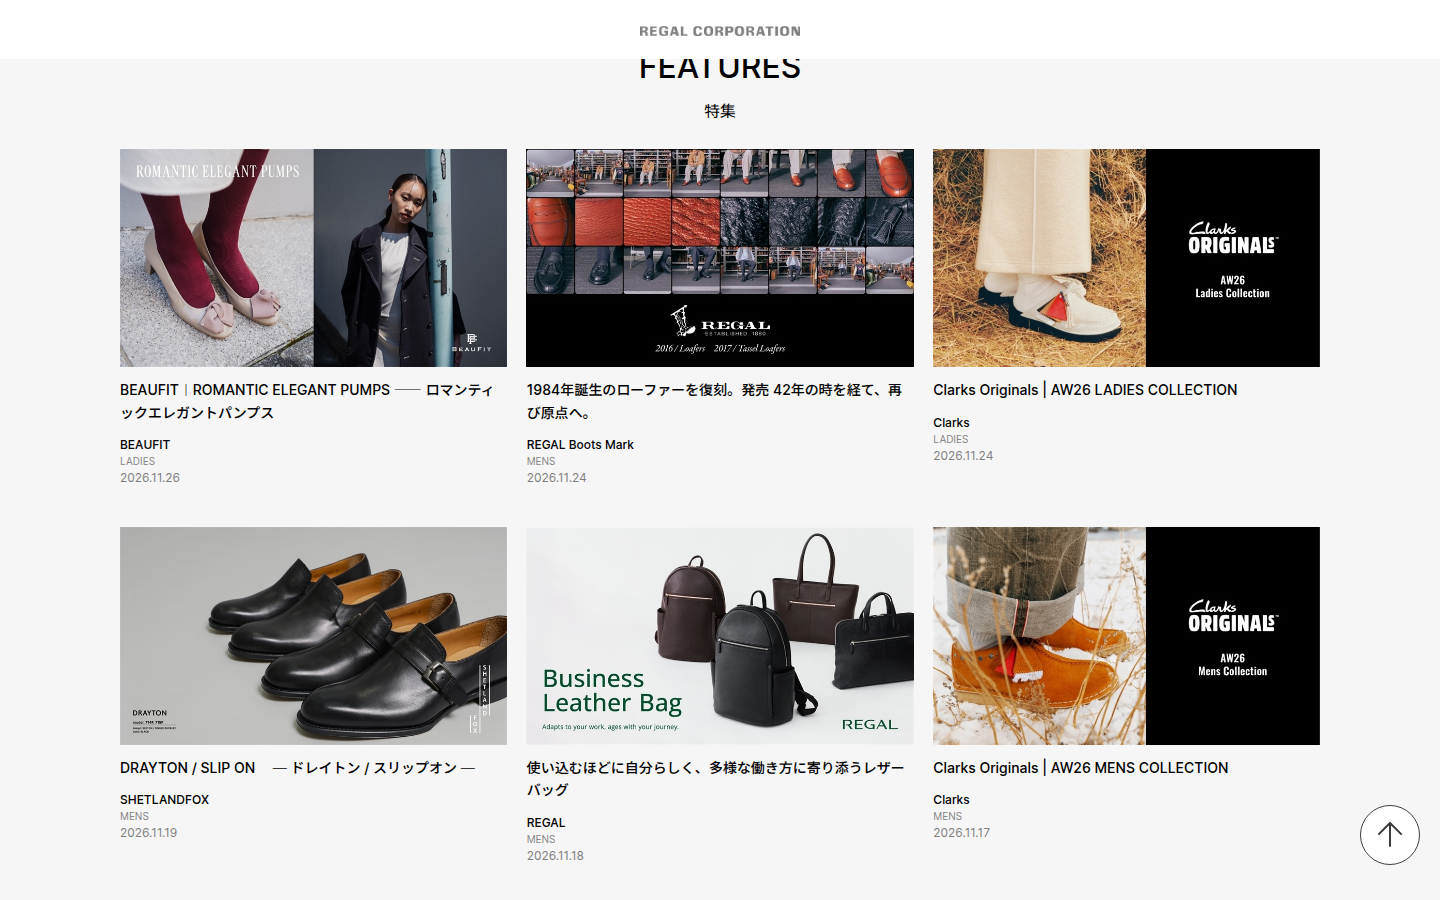 REGAL CORPORATION
FEATURES
特集
ROMANTIC ELEGANT PUMPS
BEAUFIT
REGAL
ESTABLISHED 1880
2016 / Loafers 2017 / Tassel Loafers
Clarks
ORIGINALS™
AW26
Ladies Collection
BEAUFIT｜ROMANTIC ELEGANT PUMPS ─── ロマンティ
ックエレガントパンプス
BEAUFIT
LADIES
2026.11.26
1984年誕生のローファーを復刻。発売 42年の時を経て、再
び原点へ。
REGAL Boots Mark
MENS
2026.11.24
Clarks Originals | AW26 LADIES COLLECTION
Clarks
LADIES
2026.11.24
DRAYTON
SHETLAND
FOX
Business
Leather Bag
Adapts to your work, ages with your journey.
REGAL
Clarks
ORIGINALS™
AW26
Mens Collection
DRAYTON / SLIP ON　― ドレイトン / スリップオン ―
SHETLANDFOX
MENS
2026.11.19
使い込むほどに自分らしく、多様な働き方に寄り添うレザー
バッグ
REGAL
MENS
2026.11.18
Clarks Originals | AW26 MENS COLLECTION
Clarks
MENS
2026.11.17